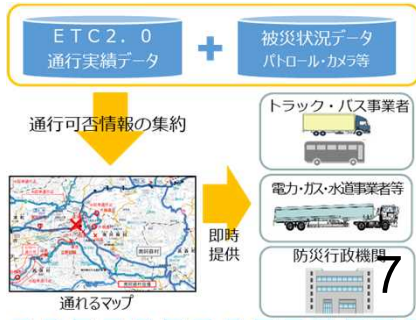 ETC2.0
通行実績データ
+
被災状況データ
パトロール・カメラ等
通行可否情報の集約
トラック・バス事業者
即時
提供
電力・ガス・水道事業者等
通れるマップ
防災行政機関
7